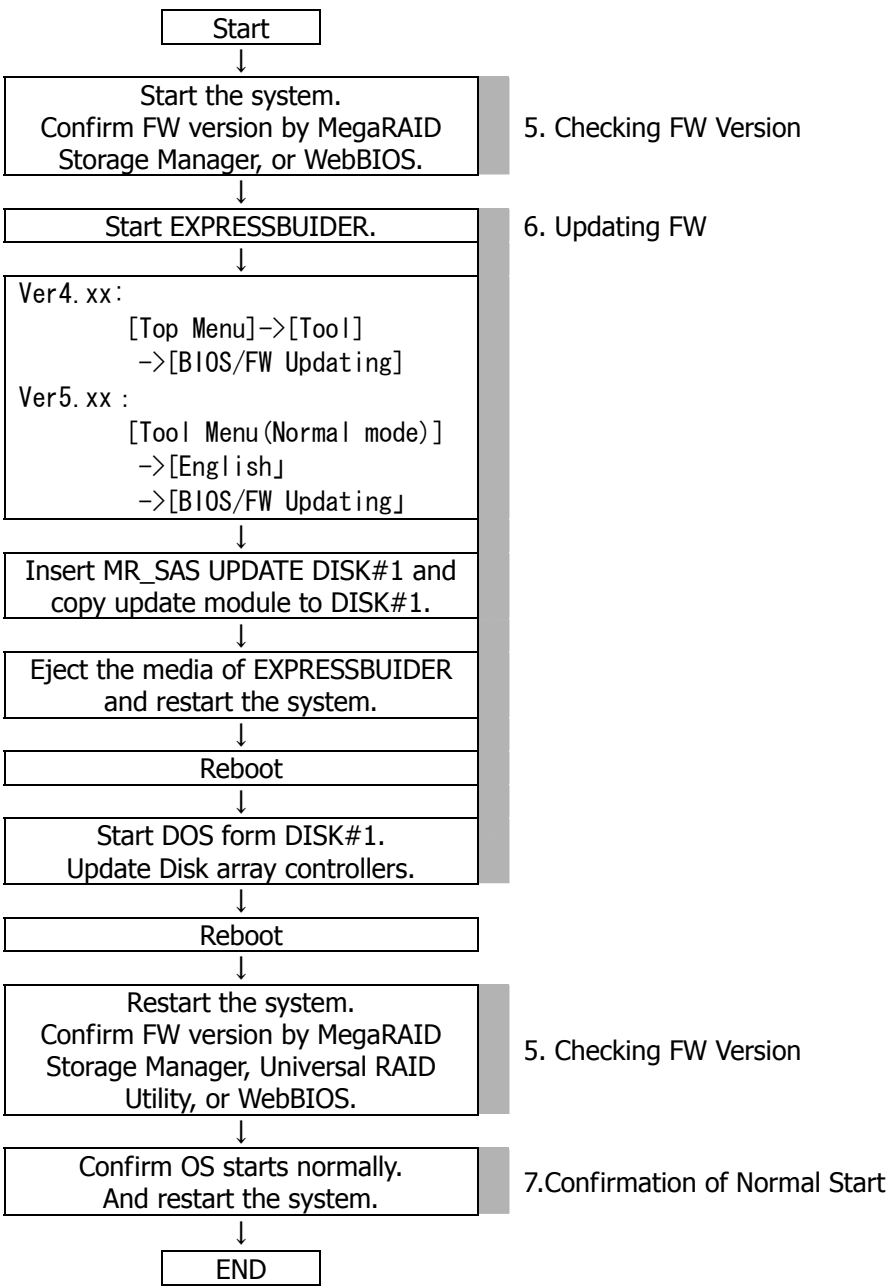 Start
↓
Start the system.
Confirm FW version by MegaRAID
Storage Manager, or WebBIOS.
5. Checking FW Version
↓
Start EXPRESSBUIDER.
6. Updating FW
↓
Ver4.xx:
[Top Menu]->[Tool]
->[BIOS/FW Updating]
Ver5.xx :
[Tool Menu(Normal mode)]
->[English」
->[BIOS/FW Updating」
↓
Insert MR_SAS UPDATE DISK#1 and
copy update module to DISK#1.
↓
Eject the media of EXPRESSBUIDER
and restart the system.
↓
Reboot
↓
Start DOS form DISK#1.
Update Disk array controllers.
↓
Reboot
↓
Restart the system.
Confirm FW version by MegaRAID
Storage Manager, Universal RAID
Utility, or WebBIOS.
5. Checking FW Version
↓
Confirm OS starts normally.
And restart the system.
7.Confirmation of Normal Start
↓
END